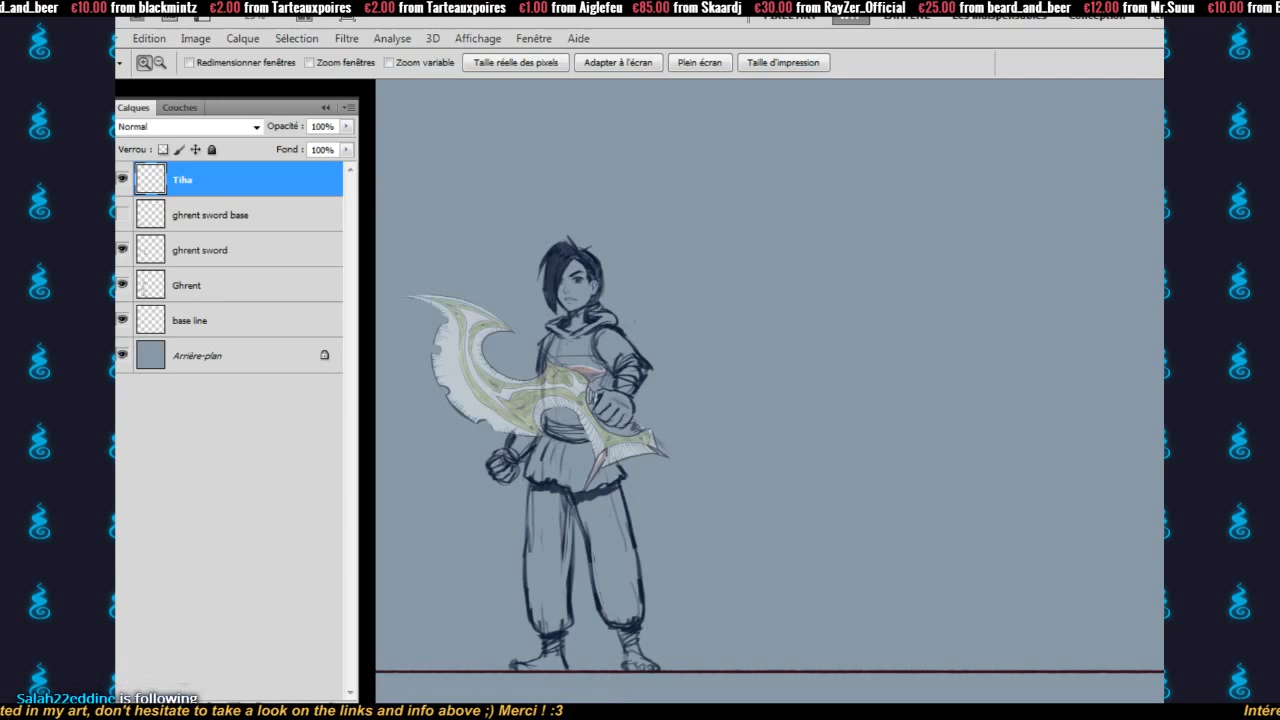 d_and_beer €10.00 from blackmintz €2.00 from Tarteauxpoires €2.00 from Tarteauxpoires €1.00 from Aiglefeu €85.00 from Skaardj €30.00 from RayZer_Official €25.00 from beard_and_beer €12.00 from Mr.Suuu €10.00 from
Edition Image Calque Sélection Filtre Analyse 3D Affichage Fenêtre Aide
Redimensionner fenêtres Zoom fenêtres Zoom variable Taille réelle des pixels Adapter à l'écran Plein écran Taille d'impression
Calques Couches
Normal Opacité : 100%
Verrou : Fond : 100%
Tiha
ghrent sword base
ghrent sword
Ghrent
base line
Arrière-plan
Salah22eddine is following
ted in my art, don't hesitate to take a look on the links and info above ;) Merci ! :3 Intére